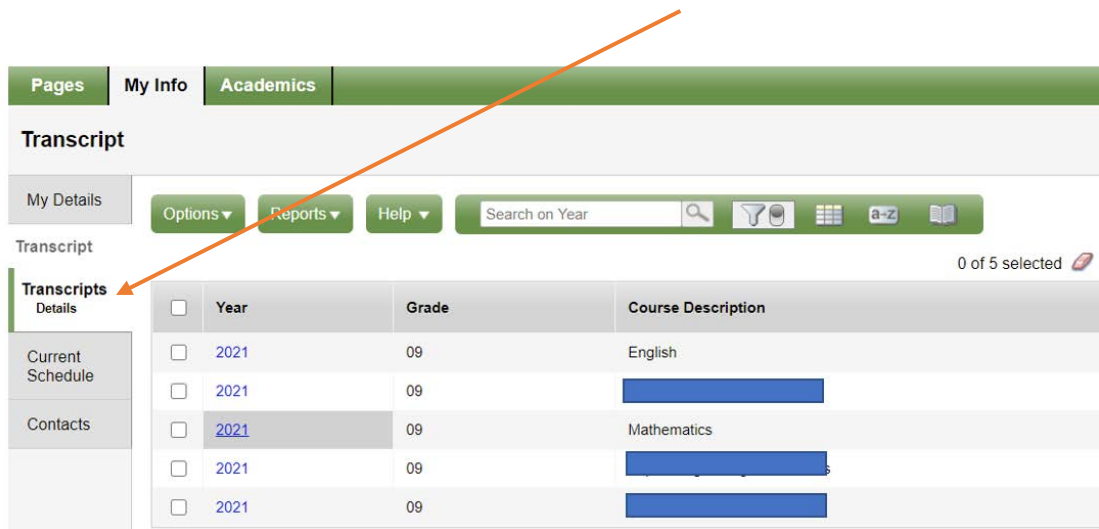 Pages My Info Academics
Transcript
My Details
Options Reports Help Search on Year a-z
Transcript
0 of 5 selected
Transcripts
Details
Year Grade Course Description
2021 09 English
Current
Schedule
2021 09
Contacts
2021 09 Mathematics
2021 09
2021 09